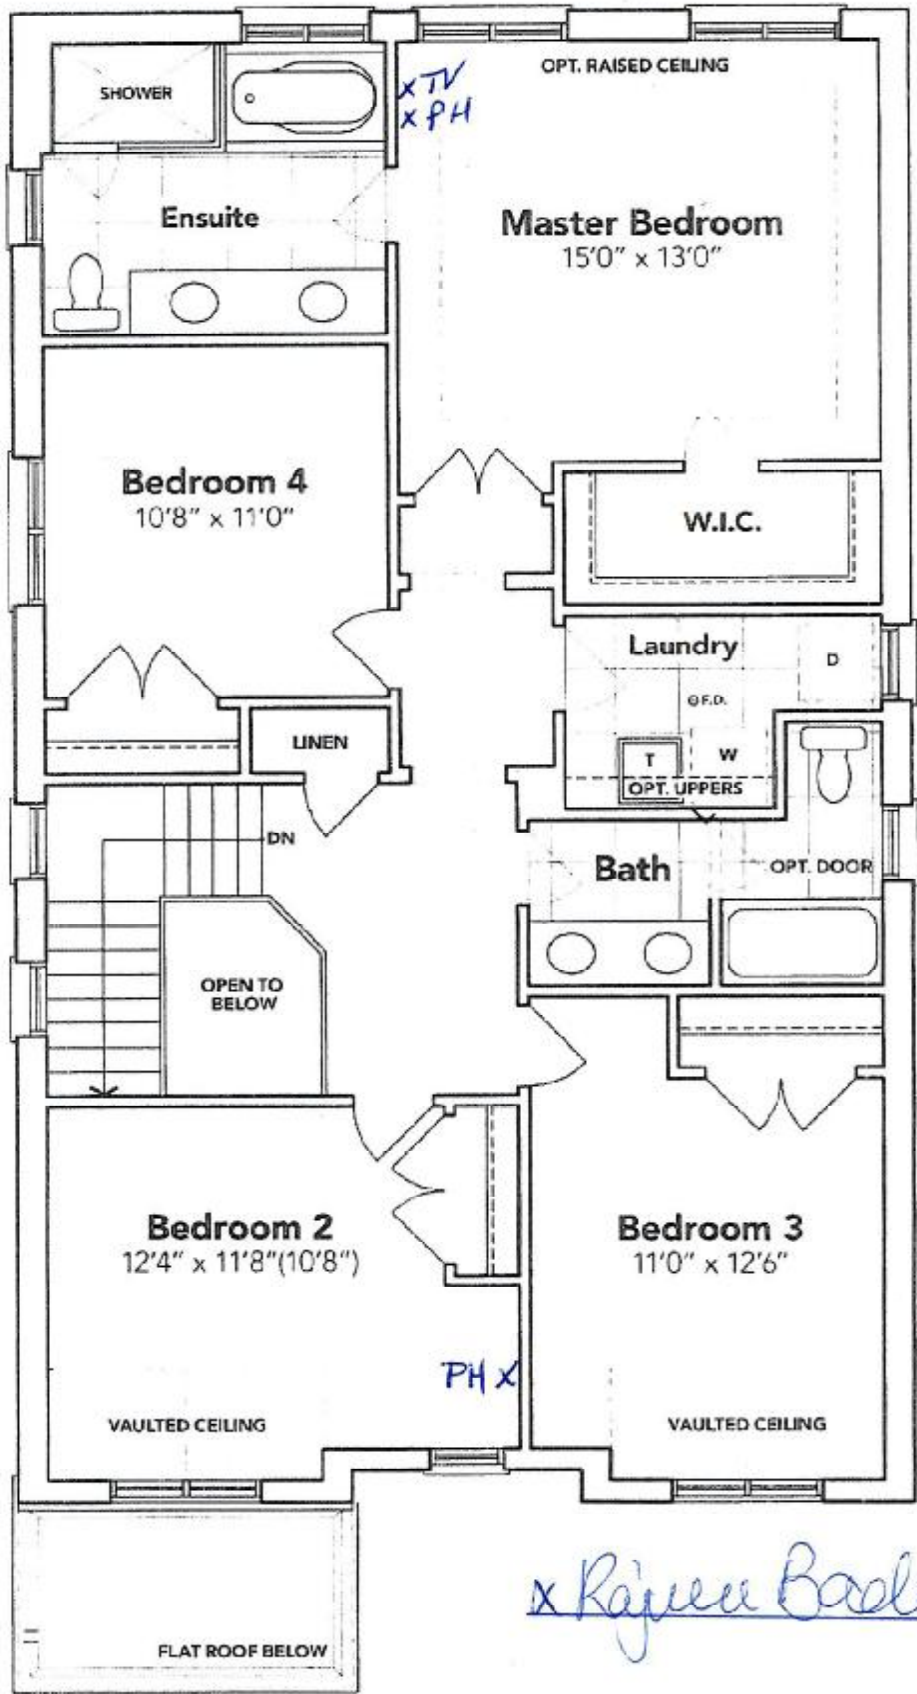 SHOWER
x TV
x PH
OPT. RAISED CEILING
Ensuite
Master Bedroom
15'0" x 13'0"
Bedroom 4
10'8" x 11'0"
W.I.C.
Laundry
D
F.D.
LINEN
T
W
OPT. UPPERS
DN
Bath
OPT. DOOR
OPEN TO
BELOW
Bedroom 2
12'4" x 11'8"(10'8")
Bedroom 3
11'0" x 12'6"
PH x
VAULTED CEILING
VAULTED CEILING
x
FLAT ROOF BELOW